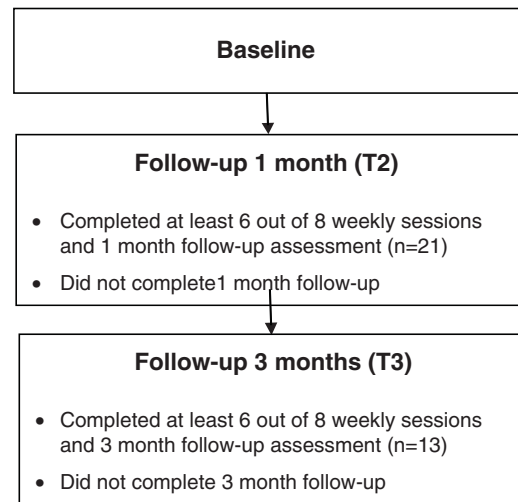 Baseline
Follow-up 1 month (T2)
• Completed at least 6 out of 8 weekly sessions
and 1 month follow-up assessment (n=21)
• Did not complete1 month follow-up
Follow-up 3 months (T3)
• Completed at least 6 out of 8 weekly sessions
and 3 month follow-up assessment (n=13)
• Did not complete 3 month follow-up